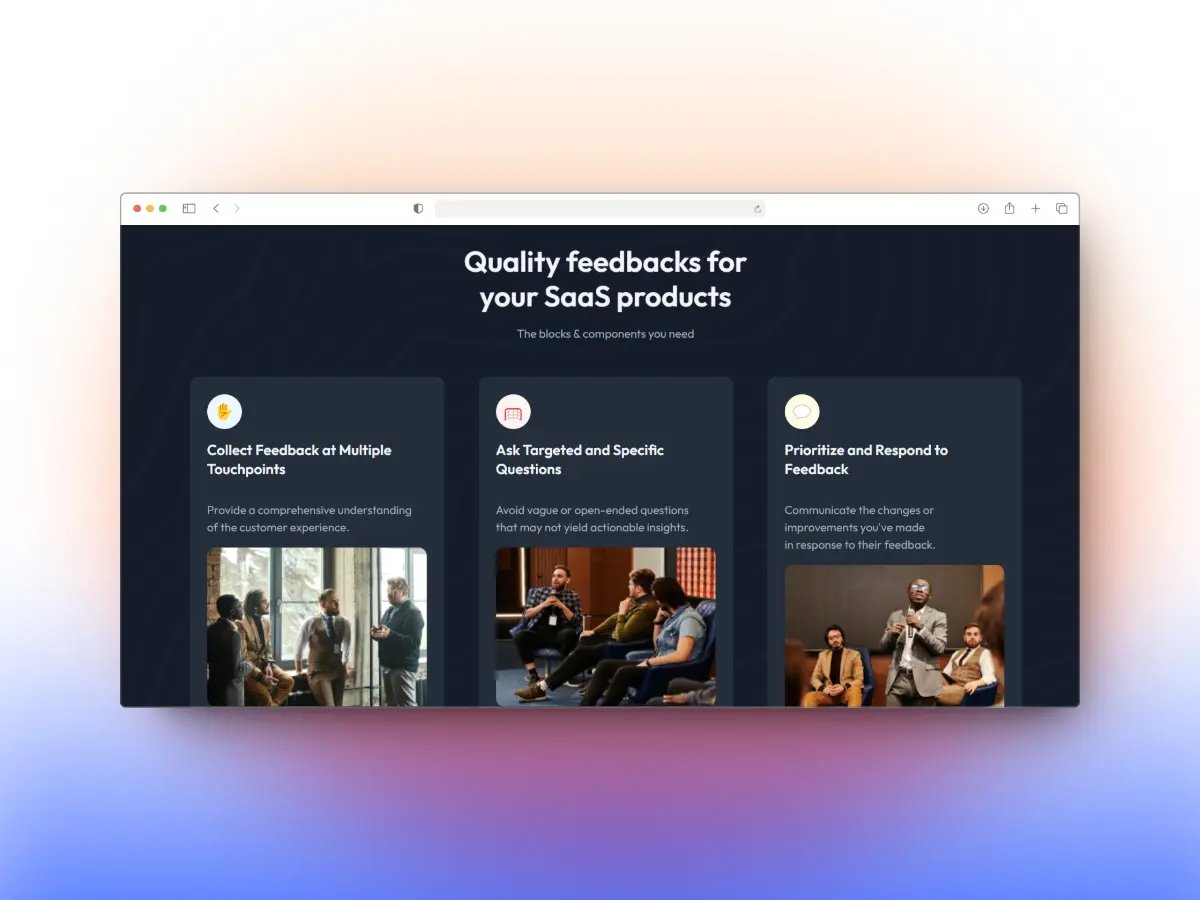 Quality feedbacks for
your SaaS products
The blocks & components you need
Collect Feedback at Multiple
Touchpoints
Provide a comprehensive understanding
of the customer experience.
Ask Targeted and Specific
Questions
Avoid vague or open-ended questions
that may not yield actionable insights.
Prioritize and Respond to
Feedback
Communicate the changes or
improvements you've made
in response to their feedback.